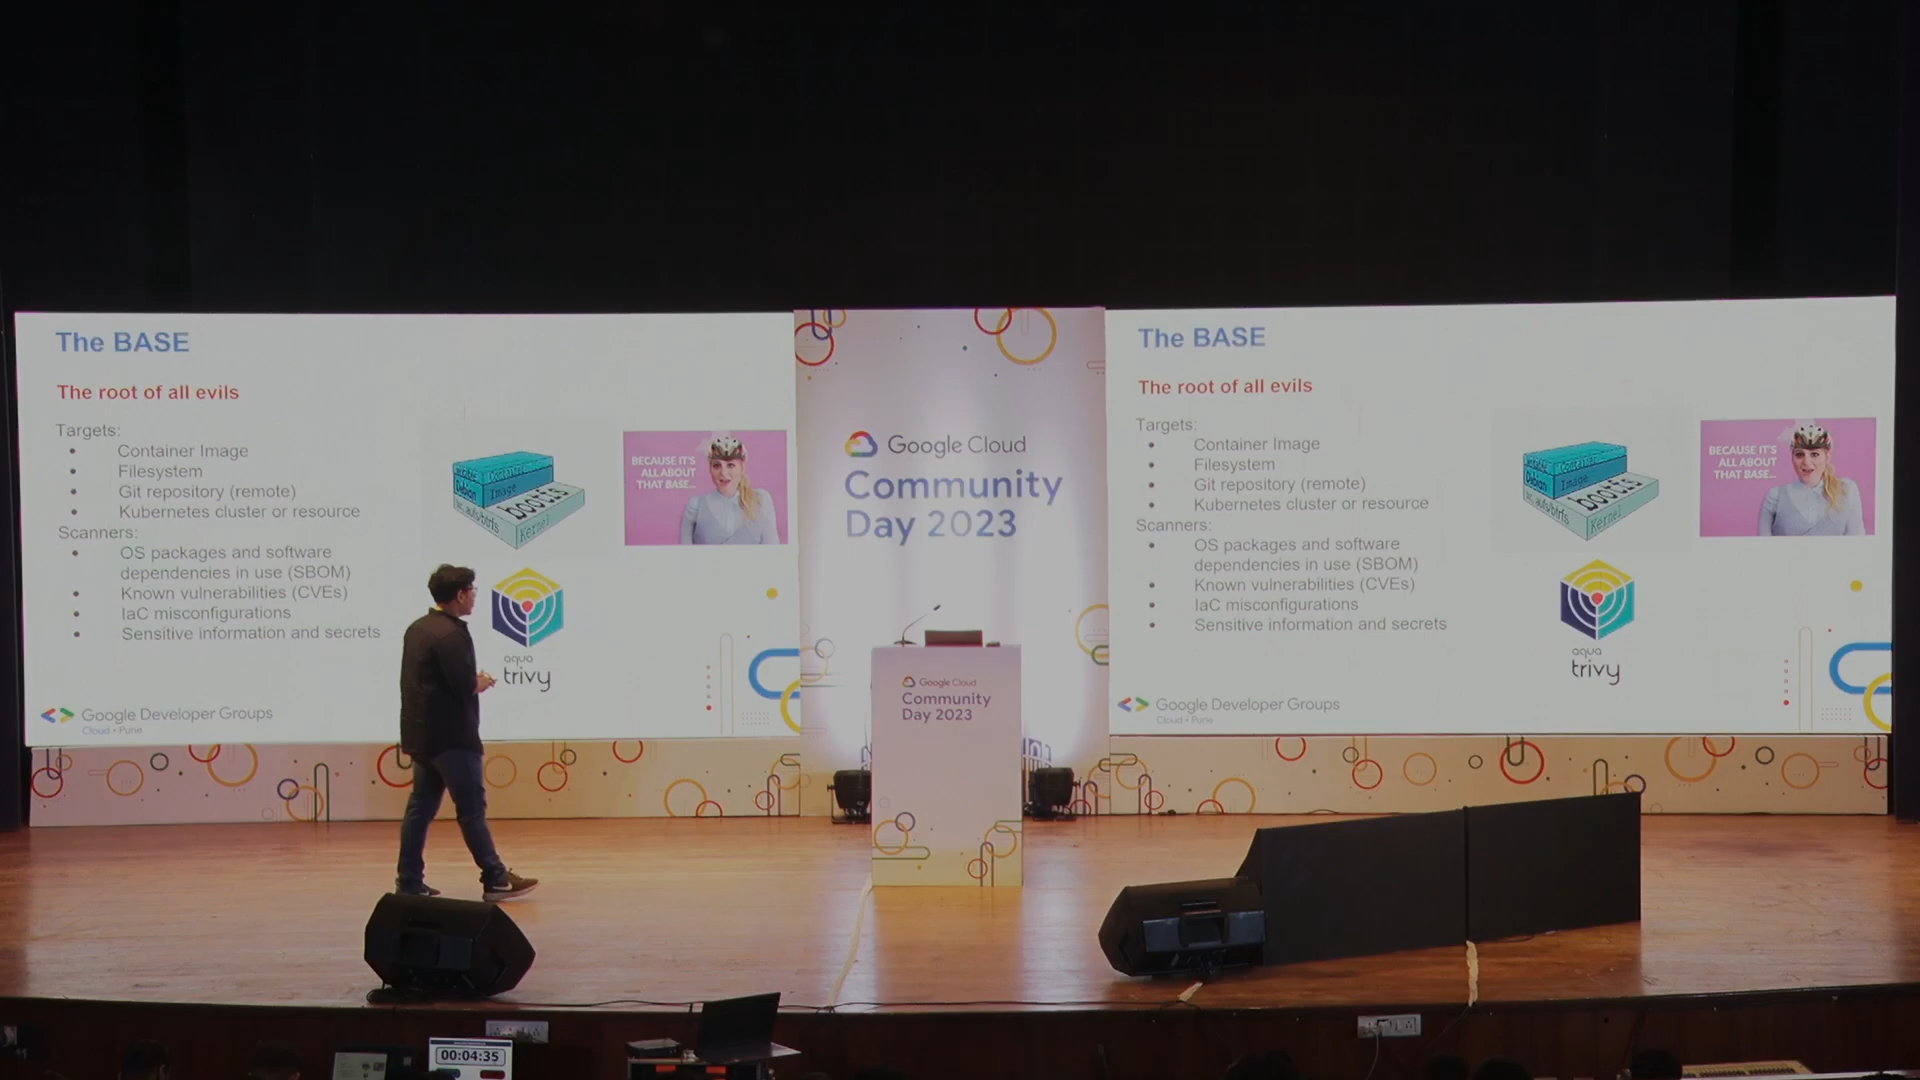 The BASE
The root of all evils
Targets:
• Container Image
• Filesystem
• Git repository (remote)
• Kubernetes cluster or resource
Scanners:
• OS packages and software
dependencies in use (SBOM)
• Known vulnerabilities (CVEs)
• IaC misconfigurations
• Sensitive information and secrets
Container
Debian
Image
bootfs
Kernel
BECAUSE IT'S
ALL ABOUT
THAT BASE...
aqua
trivy
Google Developer Groups
Cloud • Pune
Google Cloud
Community
Day 2023
Google Cloud
Community
Day 2023
The BASE
The root of all evils
Targets:
• Container Image
• Filesystem
• Git repository (remote)
• Kubernetes cluster or resource
Scanners:
• OS packages and software
dependencies in use (SBOM)
• Known vulnerabilities (CVEs)
• IaC misconfigurations
• Sensitive information and secrets
Container
Debian
Image
bootfs
Kernel
BECAUSE IT'S
ALL ABOUT
THAT BASE...
aqua
trivy
Google Developer Groups
Cloud • Pune
00:04:35